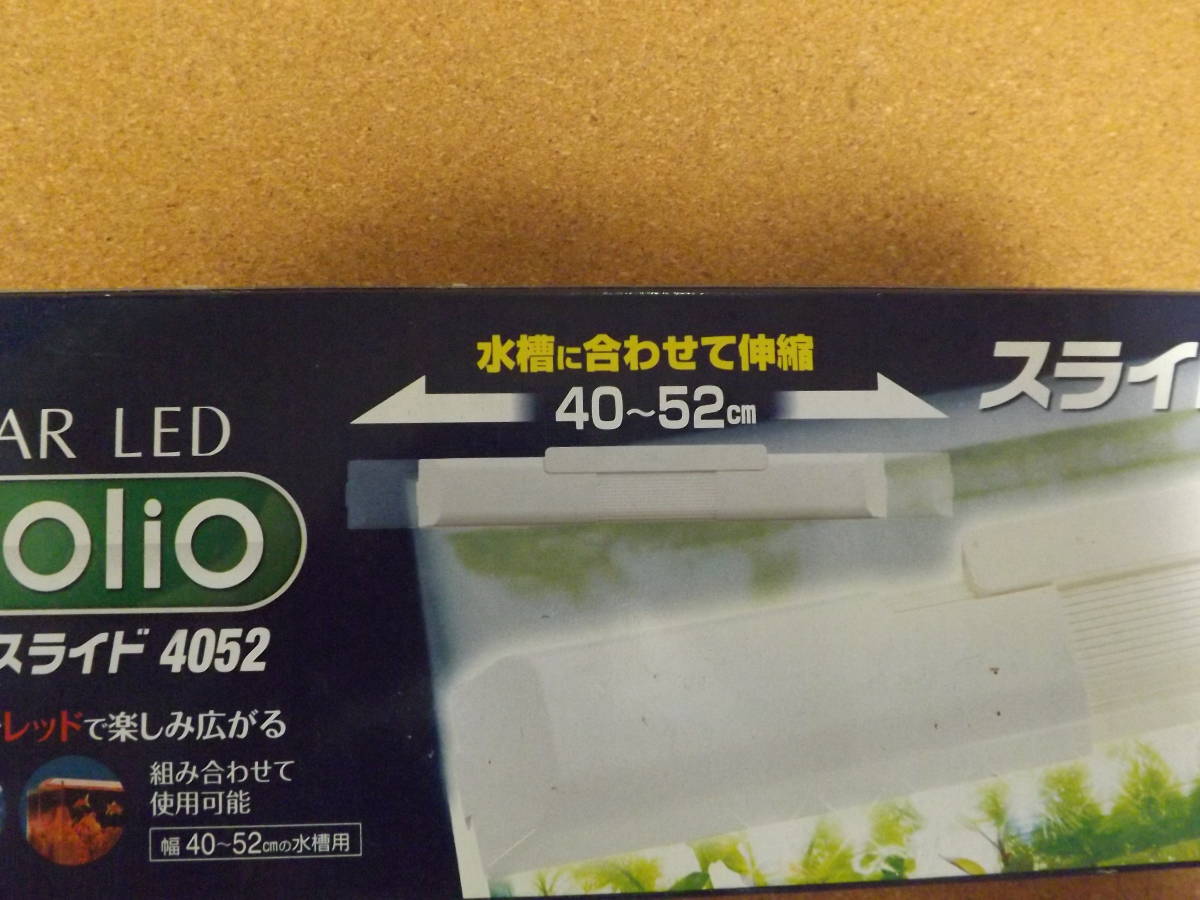 水槽に合わせて伸縮
40～52cm
スライ
AR LED
olio
スライド 4052
レッドで楽しみ広がる
組み合わせて
使用可能
幅 40～52cmの水槽用